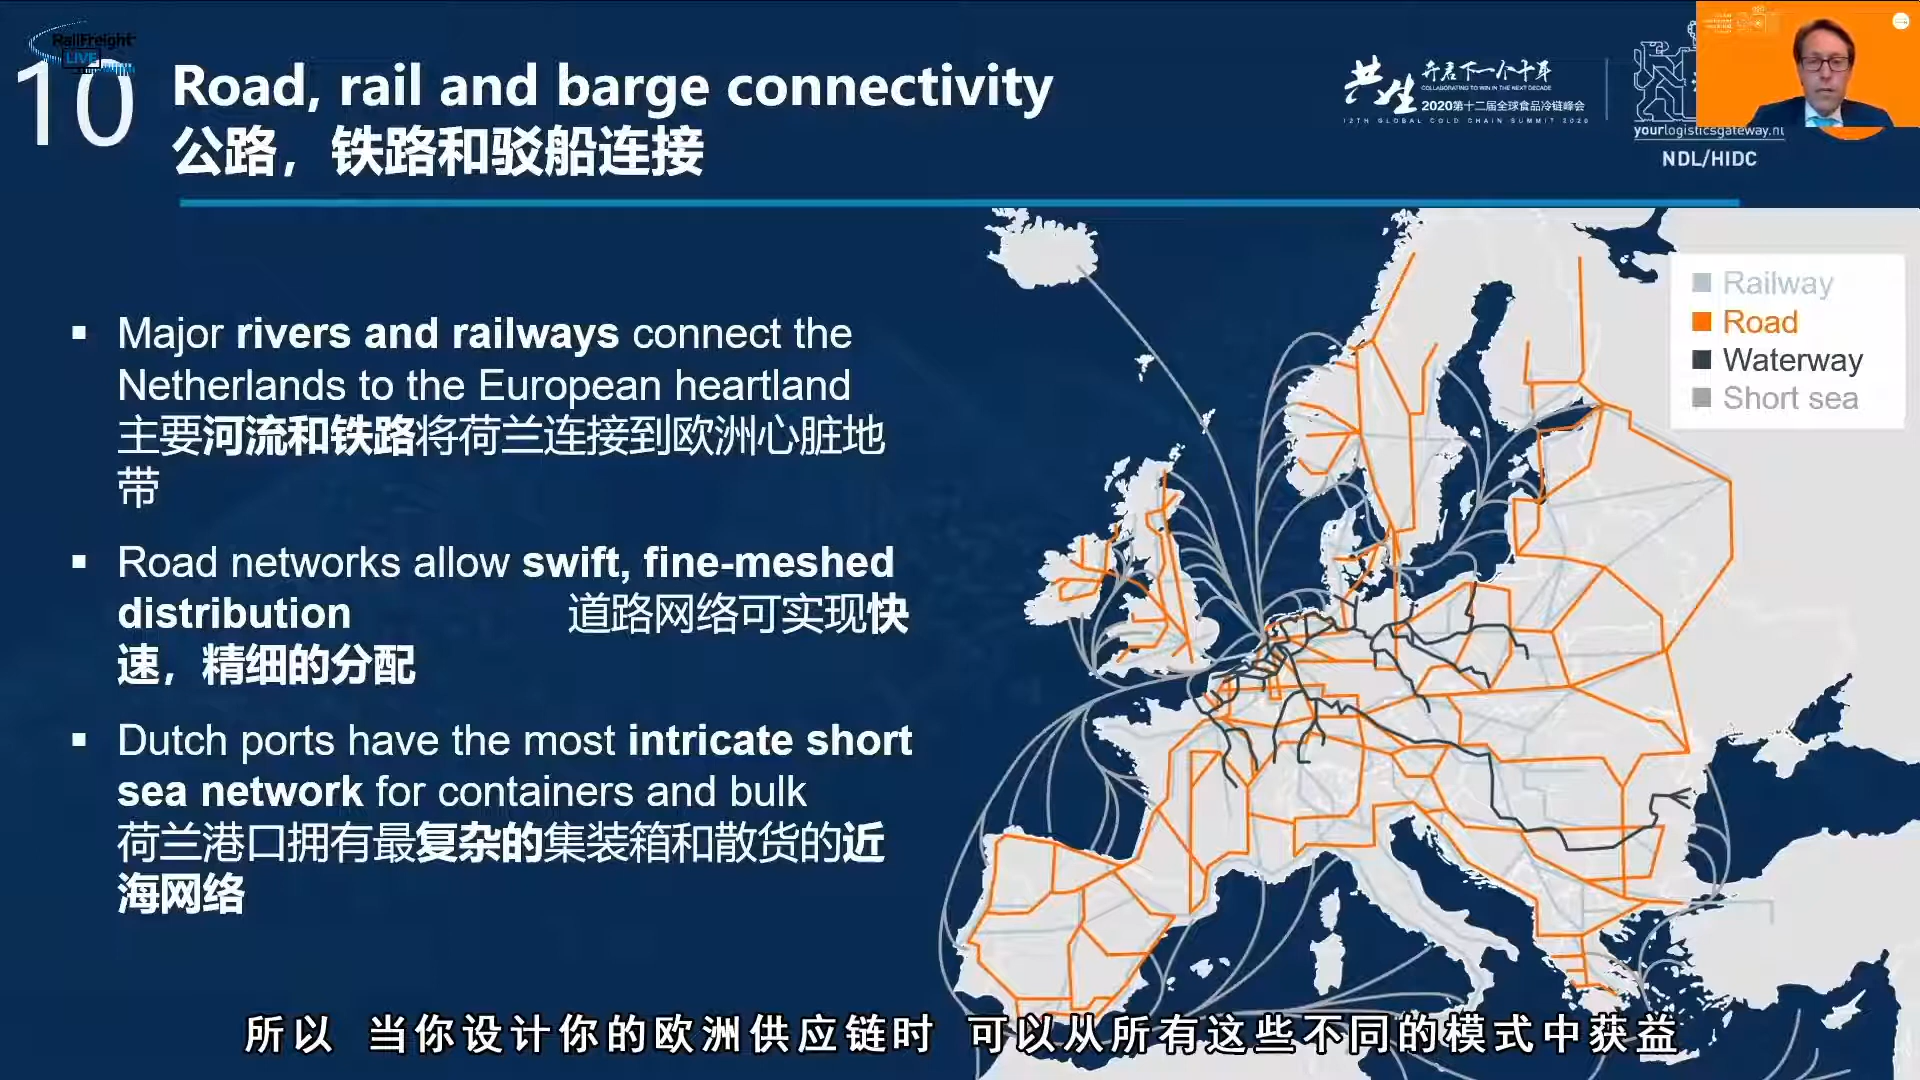 RailFreight
LIVE
10
Road, rail and barge connectivity
公路，铁路和驳船连接
共生 开启下一个十年
COLLABORATING TO WIN IN THE NEXT DECADE
2020第十二届全球食品冷链峰会
12TH GLOBAL COLD CHAIN SUMMIT 2020
yourlogisticsgateway.nl
NDL/HIDC
Railway
Road
Waterway
Short sea
Major rivers and railways connect the
Netherlands to the European heartland
主要河流和铁路将荷兰连接到欧洲心脏地
带
Road networks allow swift, fine-meshed
distribution 道路网络可实现快
速，精细的分配
Dutch ports have the most intricate short
sea network for containers and bulk
荷兰港口拥有最复杂的集装箱和散货的近
海网络
所以 当你设计你的欧洲供应链时 可以从所有这些不同的模式中获益